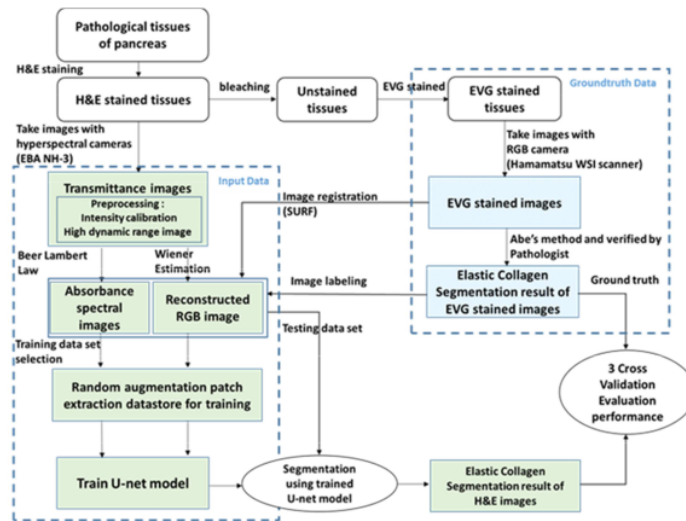 Pathological tissues
of pancreas
H&E staining
H&E stained tissues
bleaching
Unstained
tissues
EVG stained
EVG stained
tissues
Groundtruth Data
Take images with
hyperspectral cameras
(EBA NH-3)
Take images with
RGB camera
(Hamamatsu WSI scanner)
Input Data
Transmittance images
Preprocessing :
Intensity calibration
High dynamic range image
Image registration
(SURF)
EVG stained images
Beer Lambert
Law
Wiener
Estimation
Abe's method and verified by
Pathologist
Absorbance
spectral
images
Reconstructed
RGB image
Image labeling
Elastic Collagen
Segmentation result of
EVG stained images
Ground truth
Training data set
selection
Testing data set
Random augmentation patch
extraction datastore for training
3 Cross
Validation
Evaluation
performance
Train U-net model
Segmentation
using trained
U-net model
Elastic Collagen
Segmentation result of
H&E images